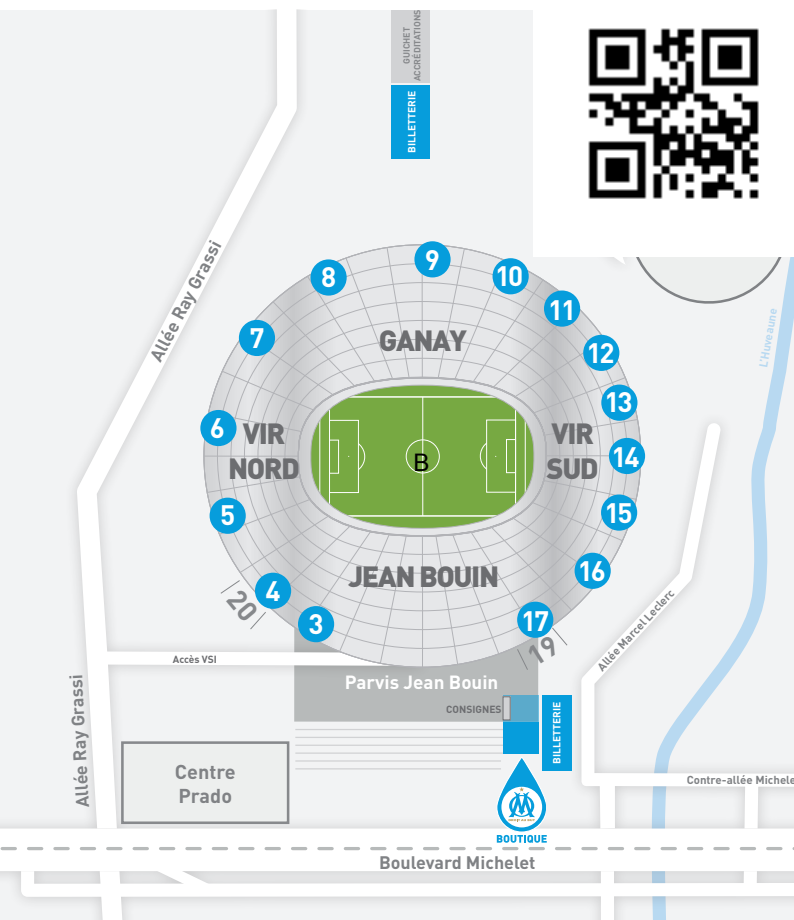 GUICHET
ACCRÉDITATIONS
BILLETTERIE
Allée Ray Grassi
8
9
10
7
11
12
GANAY
L'Huveaune
13
6
VIR
NORD
VIR
SUD
14
B
5
15
JEAN BOUIN
16
4
20
3
17
19
Allée Marcel Leclerc
Accès VSI
Parvis Jean Bouin
CONSIGNES
BILLETTERIE
Allée Ray Grassi
Centre
Prado
Contre-allée Michele
BOUTIQUE
Boulevard Michelet